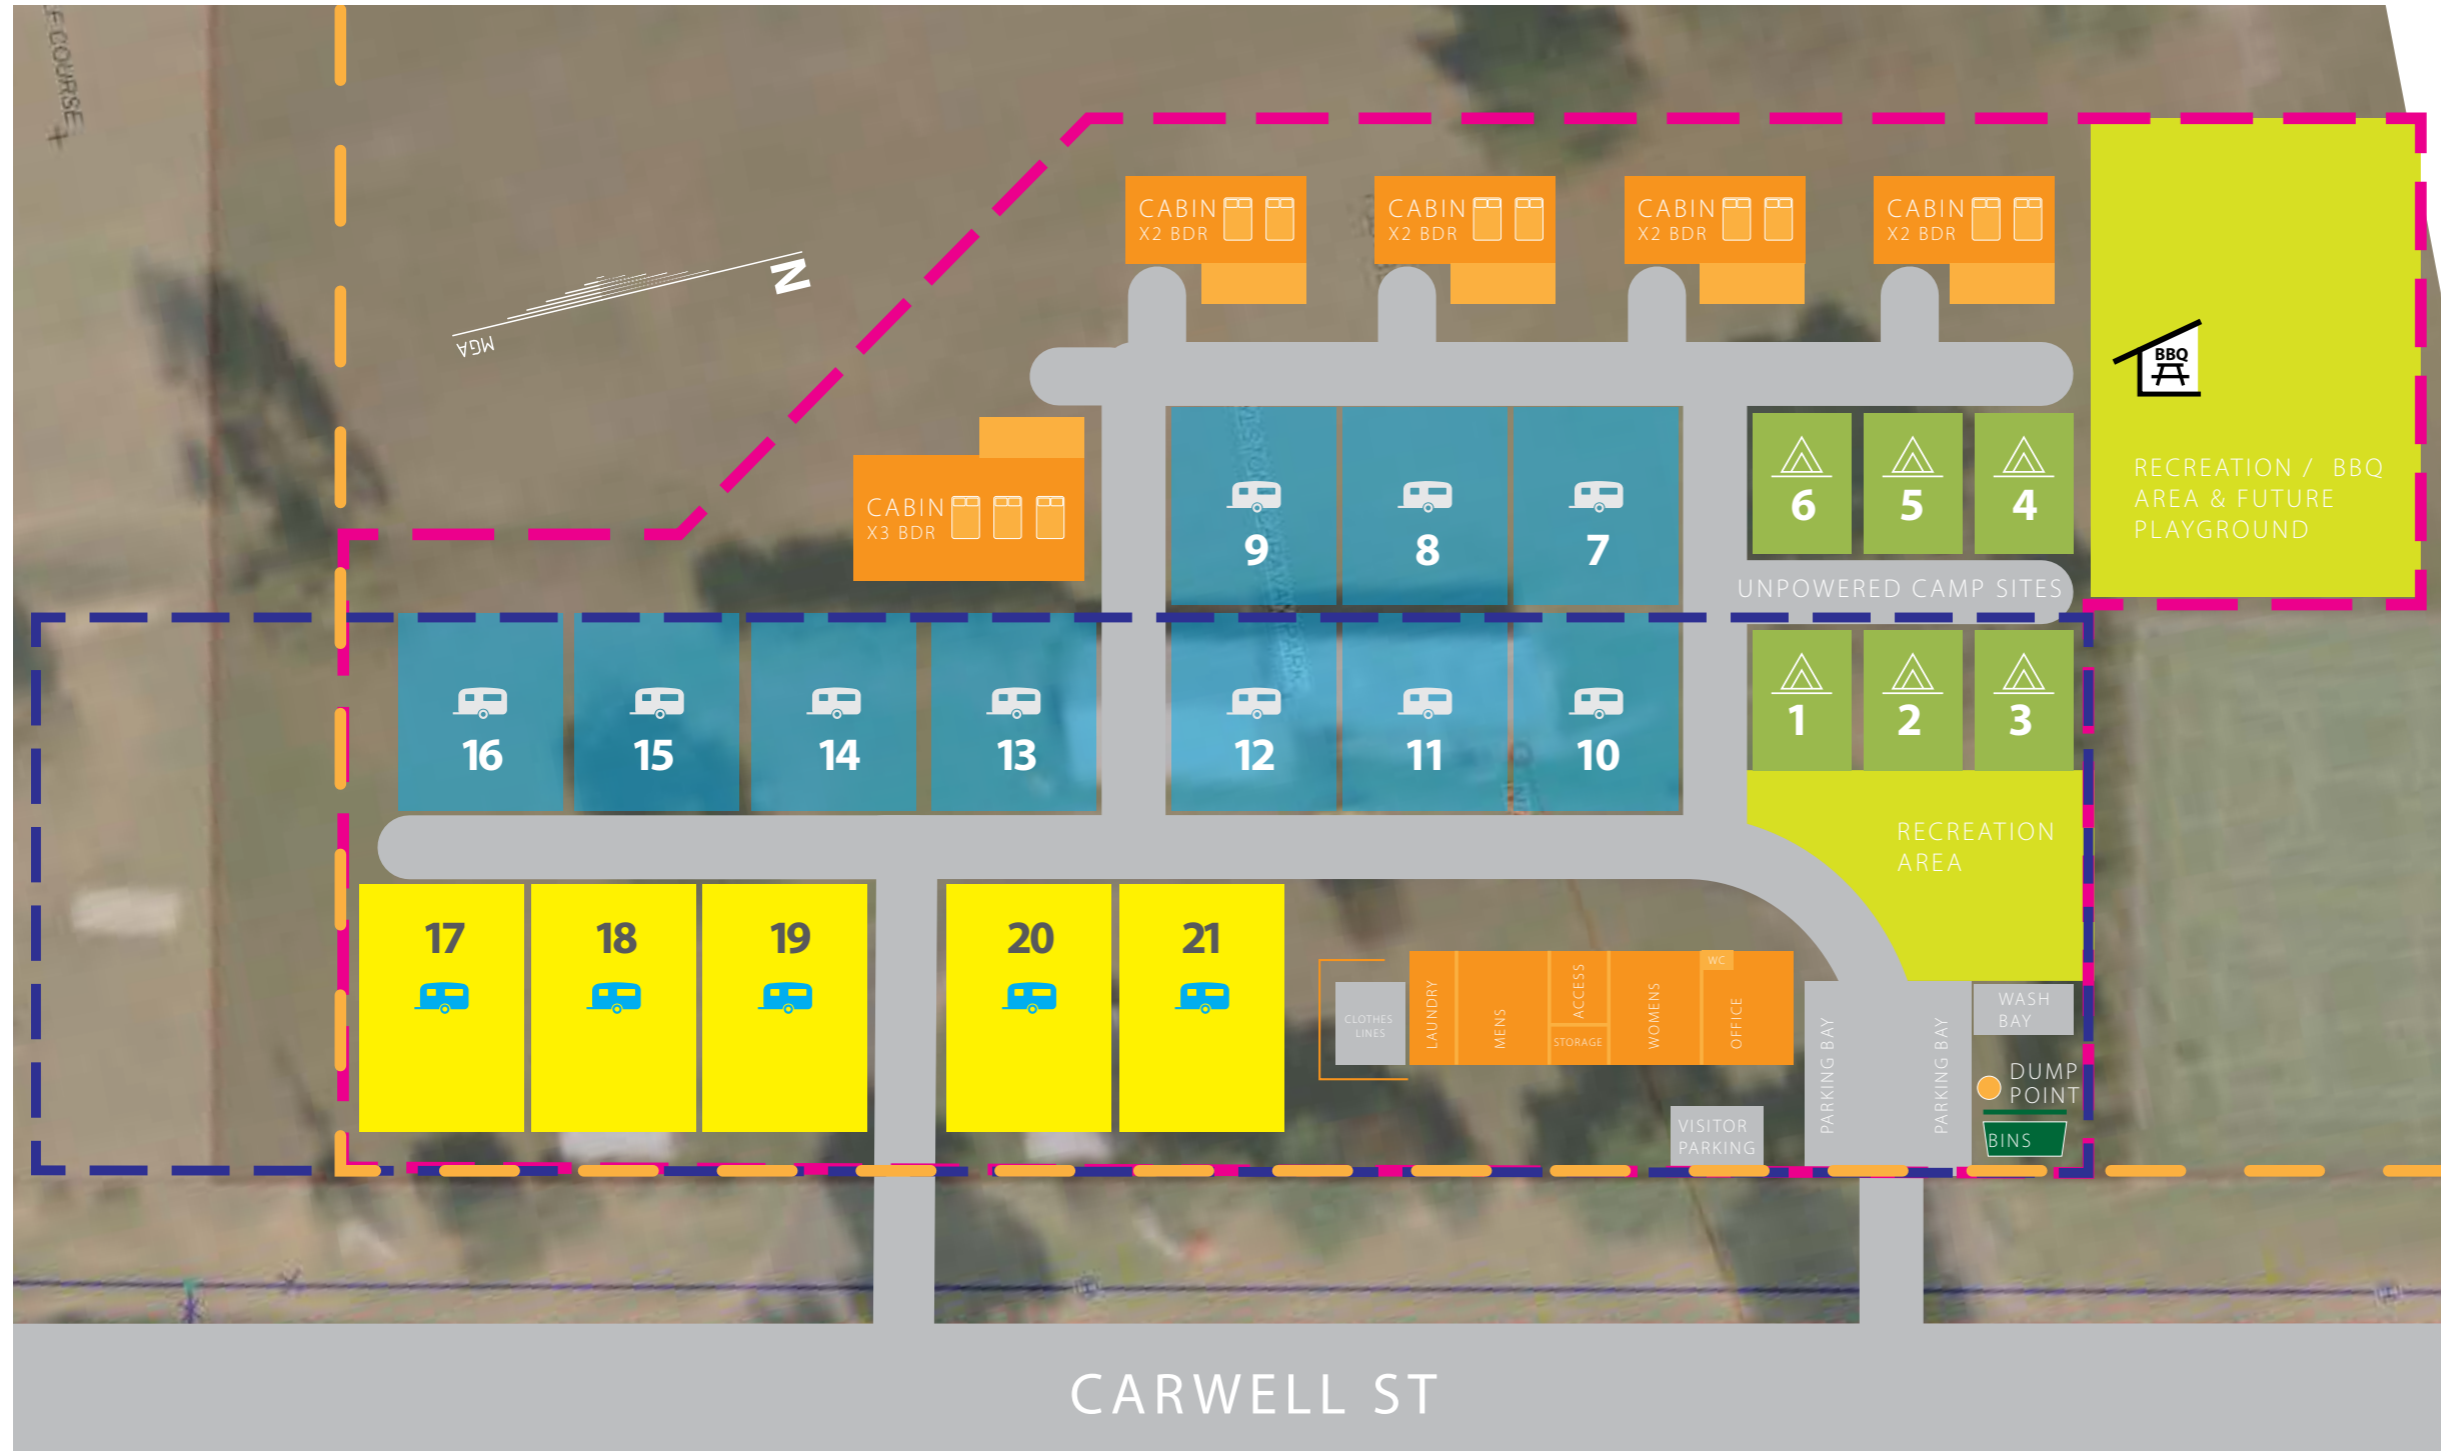 CABIN
X2 BDR
CABIN
X2 BDR
CABIN
X2 BDR
CABIN
X2 BDR
N
MGA
BBQ
RECREATION / BBQ
AREA & FUTURE
PLAYGROUND
CABIN
X3 BDR
9
8
7
6
5
4
UNPOWERED CAMP SITES
16
15
14
13
12
11
10
1
2
3
RECREATION
AREA
17
18
19
20
21
CLOTHES
LINES
LAUNDRY
MENS
ACCESS
STORAGE
WOMENS
WC
OFFICE
PARKING BAY
PARKING BAY
WASH
BAY
DUMP
POINT
BINS
VISITOR
PARKING
CARWELL ST